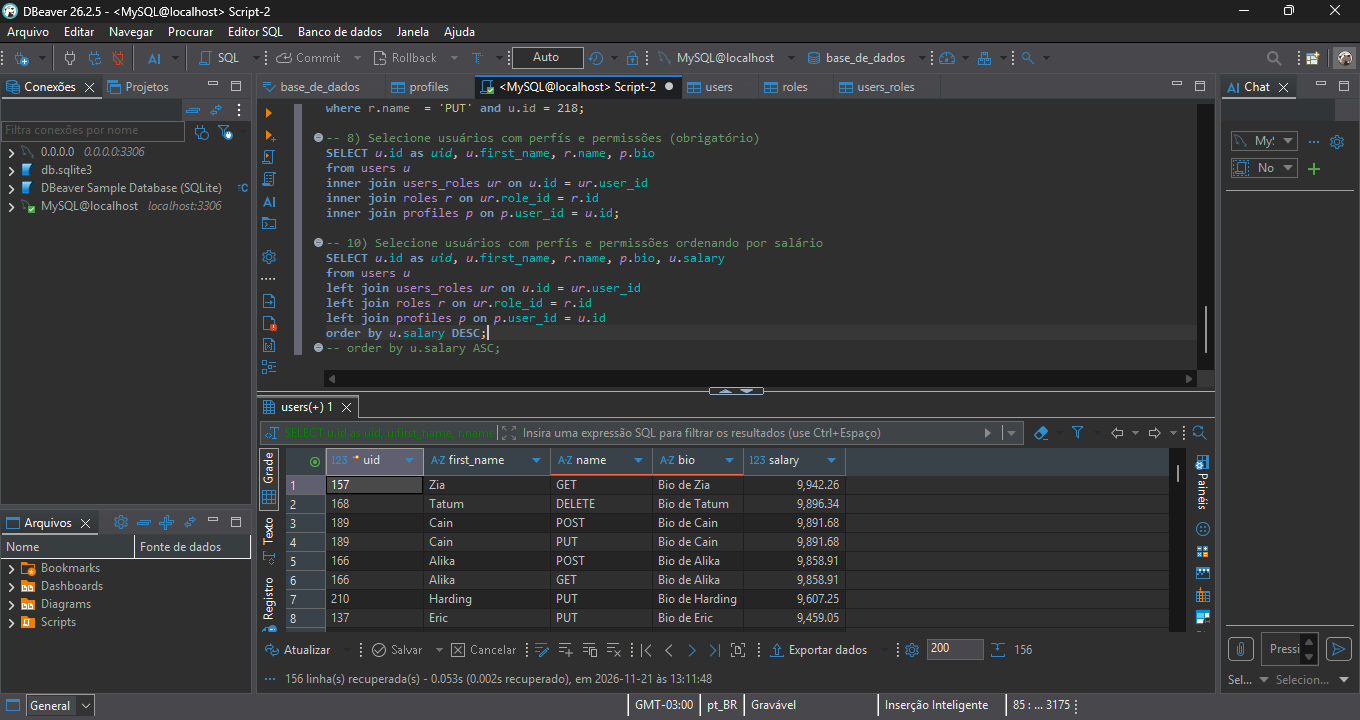 DBeaver 26.2.5 - <MySQL@localhost> Script-2
Arquivo Editar Navegar Procurar Editor SQL Banco de dados Janela Ajuda
AI SQL Commit Rollback T Auto MySQL@localhost base_de_dados
Conexões Projetos
base_de_dados profiles <MySQL@localhost> Script-2 users roles users_roles
AI Chat
Filtra conexões por nome
0.0.0.0 0.0.0.0:3306
db.sqlite3
DBeaver Sample Database (SQLite)
MySQL@localhost localhost:3306
where r.name = 'PUT' and u.id = 218;
-- 8) Selecione usuários com perfís e permissões (obrigatório)
SELECT u.id as uid, u.first_name, r.name, p.bio
from users u
inner join users_roles ur on u.id = ur.user_id
inner join roles r on ur.role_id = r.id
inner join profiles p on p.user_id = u.id;
-- 10) Selecione usuários com perfís e permissões ordenando por salário
SELECT u.id as uid, u.first_name, r.name, p.bio, u.salary
from users u
left join users_roles ur on u.id = ur.user_id
left join roles r on ur.role_id = r.id
left join profiles p on p.user_id = u.id
order by u.salary DESC;
-- order by u.salary ASC;
AI
My:
No
users(+) 1
SELECT u.id as uid, u.first_name, r.name Insira uma expressão SQL para filtrar os resultados (use Ctrl+Espaço)
Grade
Texto
Registro
123 uid A-Z first_name A-Z name A-Z bio 123 salary
1 157 Zia GET Bio de Zia 9,942.26
2 168 Tatum DELETE Bio de Tatum 9,896.34
3 189 Cain POST Bio de Cain 9,891.68
4 189 Cain PUT Bio de Cain 9,891.68
5 166 Alika POST Bio de Alika 9,858.91
6 166 Alika GET Bio de Alika 9,858.91
7 210 Harding PUT Bio de Harding 9,607.25
8 137 Eric PUT Bio de Eric 9,459.05
Painéis
Arquivos
Nome Fonte de dados
Bookmarks
Dashboards
Diagrams
Scripts
Atualizar Salvar Cancelar Exportar dados 200 156
156 linha(s) recuperada(s) - 0.053s (0.002s recuperado), em 2026-11-21 às 13:11:48
Pressi
Sel... Selecion...
General
GMT-03:00 pt_BR Gravável Inserção Inteligente 85 : ... 3175